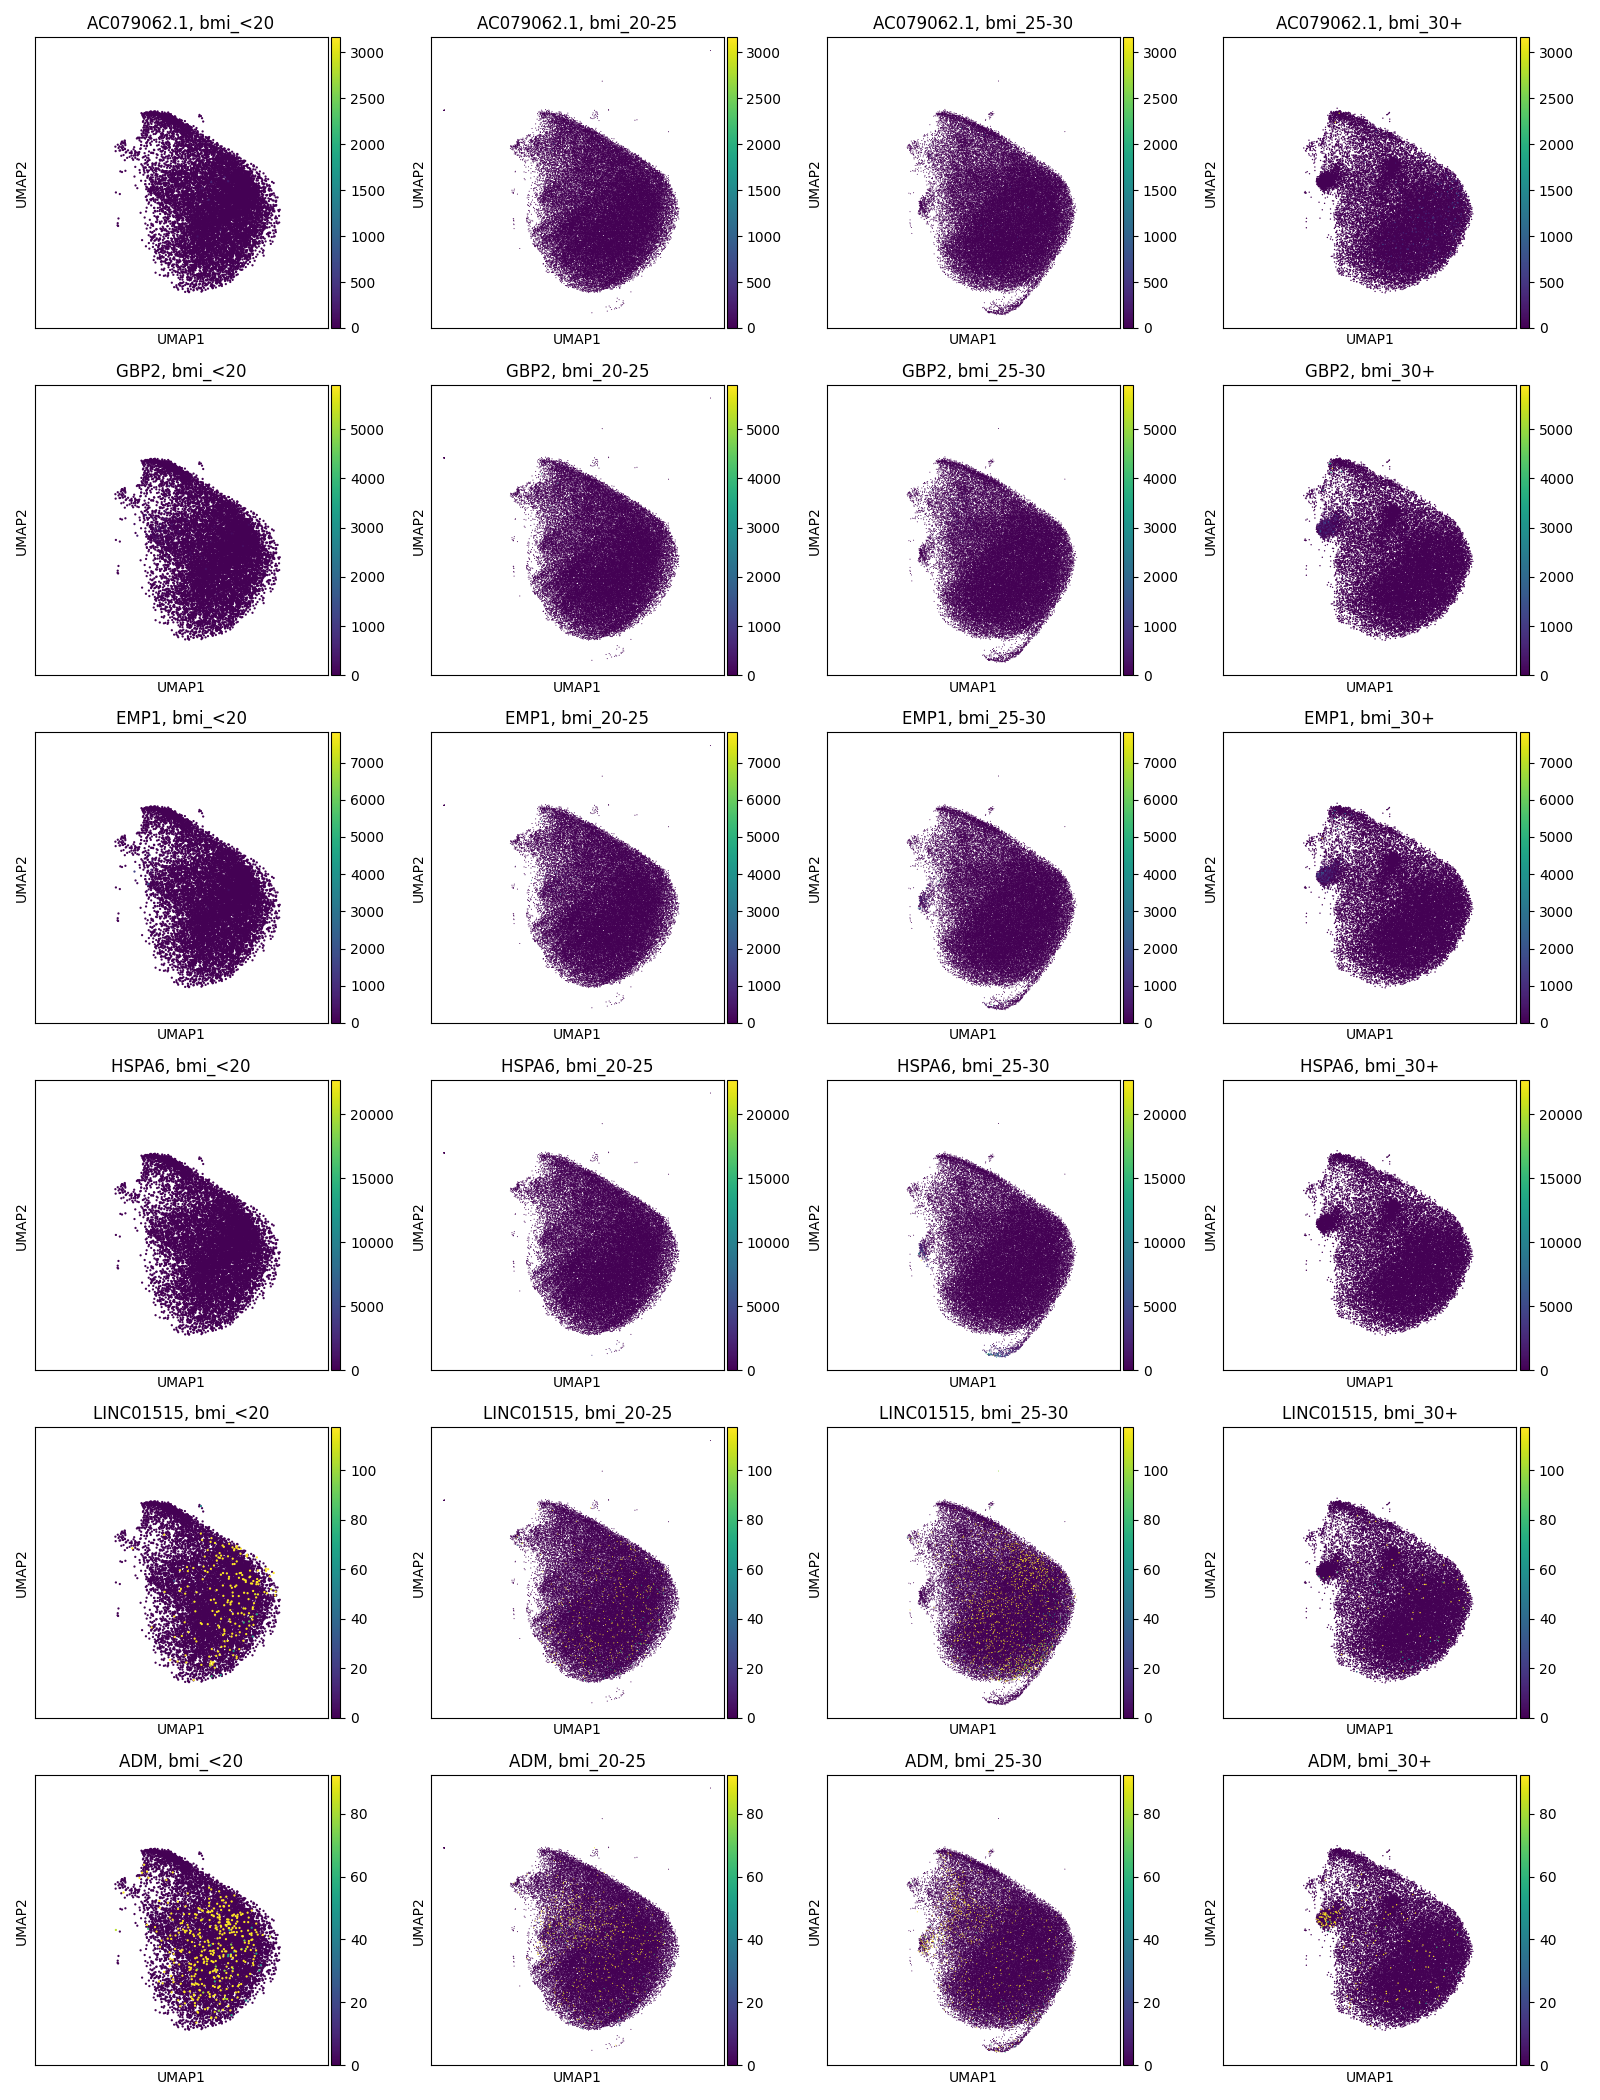 AC079062.1, bmi_<20 AC079062.1, bmi_20-25 AC079062.1, bmi_25-30 AC079062.1, bmi_30+
3000 3000 3000 3000
2500 2500 2500 2500
2000 2000 2000 2000
UMAP2 UMAP2 UMAP2 UMAP2
1500 1500 1500 1500
1000 1000 1000 1000
500 500 500 500
0 0 0 0
UMAP1 UMAP1 UMAP1 UMAP1
GBP2, bmi_<20 GBP2, bmi_20-25 GBP2, bmi_25-30 GBP2, bmi_30+
5000 5000 5000 5000
4000 4000 4000 4000
UMAP2 UMAP2 UMAP2 UMAP2
3000 3000 3000 3000
2000 2000 2000 2000
1000 1000 1000 1000
0 0 0 0
UMAP1 UMAP1 UMAP1 UMAP1
EMP1, bmi_<20 EMP1, bmi_20-25 EMP1, bmi_25-30 EMP1, bmi_30+
7000 7000 7000 7000
6000 6000 6000 6000
5000 5000 5000 5000
4000 4000 4000 4000
UMAP2 UMAP2 UMAP2 UMAP2
3000 3000 3000 3000
2000 2000 2000 2000
1000 1000 1000 1000
0 0 0 0
UMAP1 UMAP1 UMAP1 UMAP1
HSPA6, bmi_<20 HSPA6, bmi_20-25 HSPA6, bmi_25-30 HSPA6, bmi_30+
20000 20000 20000 20000
15000 15000 15000 15000
UMAP2 UMAP2 UMAP2 UMAP2
10000 10000 10000 10000
5000 5000 5000 5000
0 0 0 0
UMAP1 UMAP1 UMAP1 UMAP1
LINC01515, bmi_<20 LINC01515, bmi_20-25 LINC01515, bmi_25-30 LINC01515, bmi_30+
100 100 100 100
80 80 80 80
UMAP2 UMAP2 UMAP2 UMAP2
60 60 60 60
40 40 40 40
20 20 20 20
0 0 0 0
UMAP1 UMAP1 UMAP1 UMAP1
ADM, bmi_<20 ADM, bmi_20-25 ADM, bmi_25-30 ADM, bmi_30+
80 80 80 80
60 60 60 60
UMAP2 UMAP2 UMAP2 UMAP2
40 40 40 40
20 20 20 20
0 0 0 0
UMAP1 UMAP1 UMAP1 UMAP1